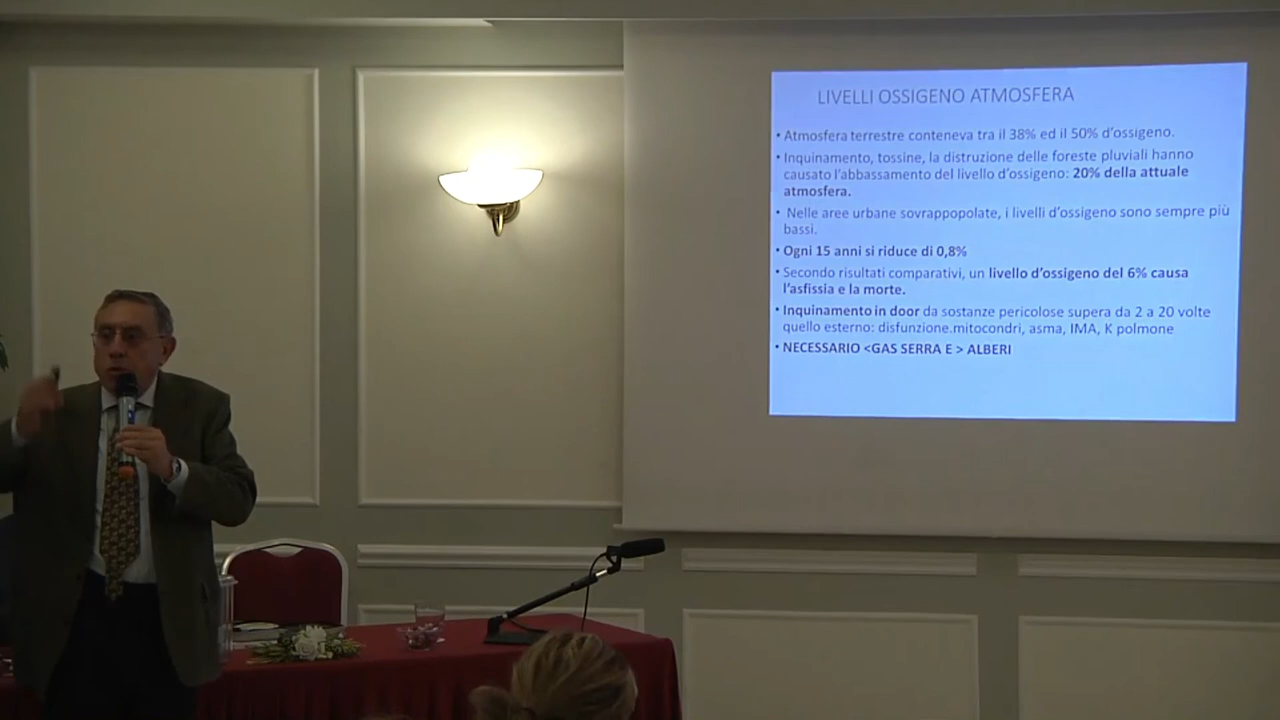 LIVELLI OSSIGENO ATMOSFERA
• Atmosfera terrestre conteneva tra il 38% ed il 50% d'ossigeno.
• Inquinamento, tossine, la distruzione delle foreste pluviali hanno
causato l'abbassamento del livello d'ossigeno: 20% della attuale
atmosfera.
• Nelle aree urbane sovrappopolate, i livelli d'ossigeno sono sempre più
bassi.
• Ogni 15 anni si riduce di 0,8%
• Secondo risultati comparativi, un livello d'ossigeno del 6% causa
l'asfissia e la morte.
• Inquinamento in door da sostanze pericolose supera da 2 a 20 volte
quello esterno: disfunzione.mitocondri, asma, IMA, K polmone
• NECESSARIO <GAS SERRA E > ALBERI